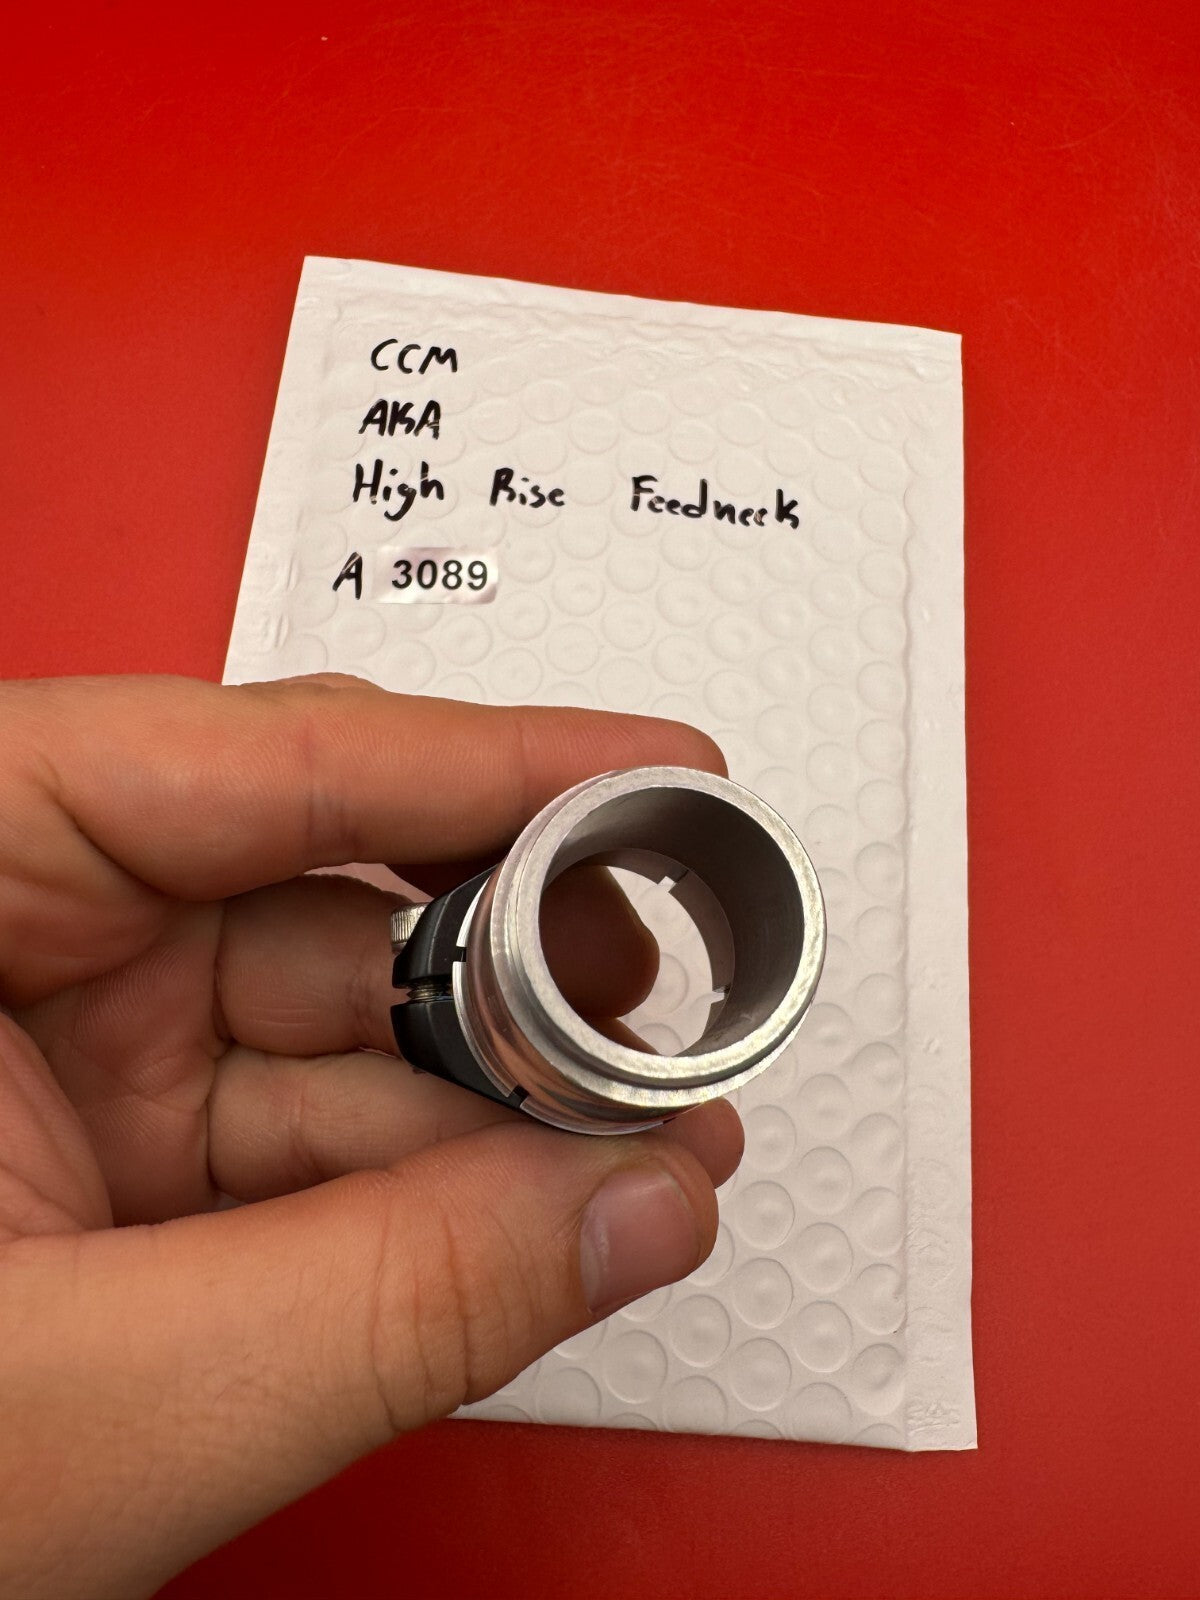 CCM
AKA
High Rise Feedneck
A 3089